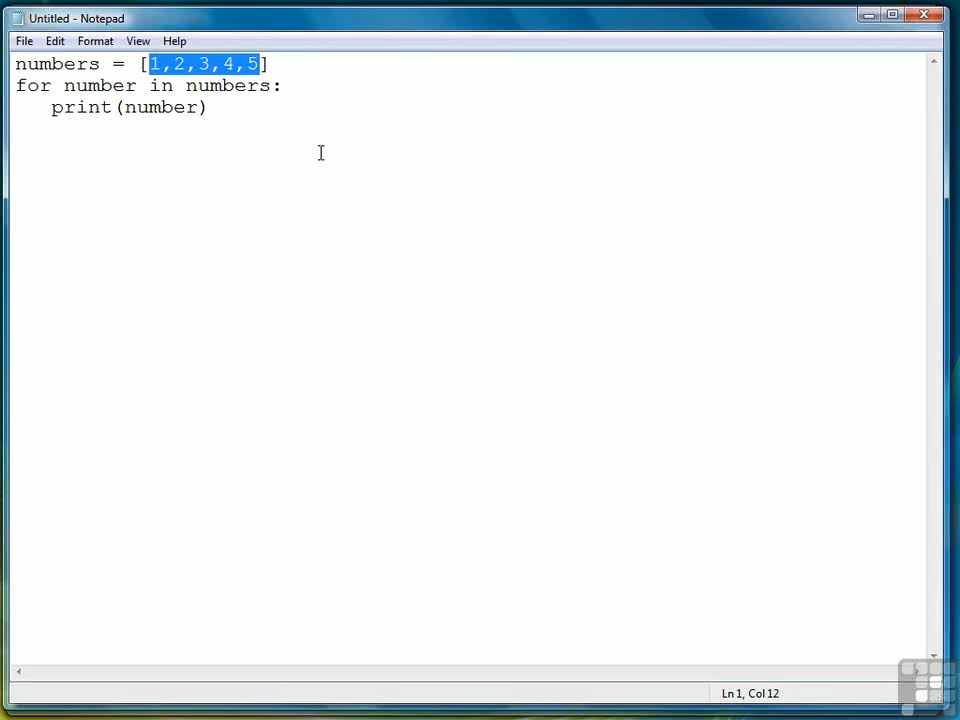 Untitled - Notepad
File Edit Format View Help
numbers = [1,2,3,4,5]
for number in numbers:
   print(number)
Ln 1, Col 12